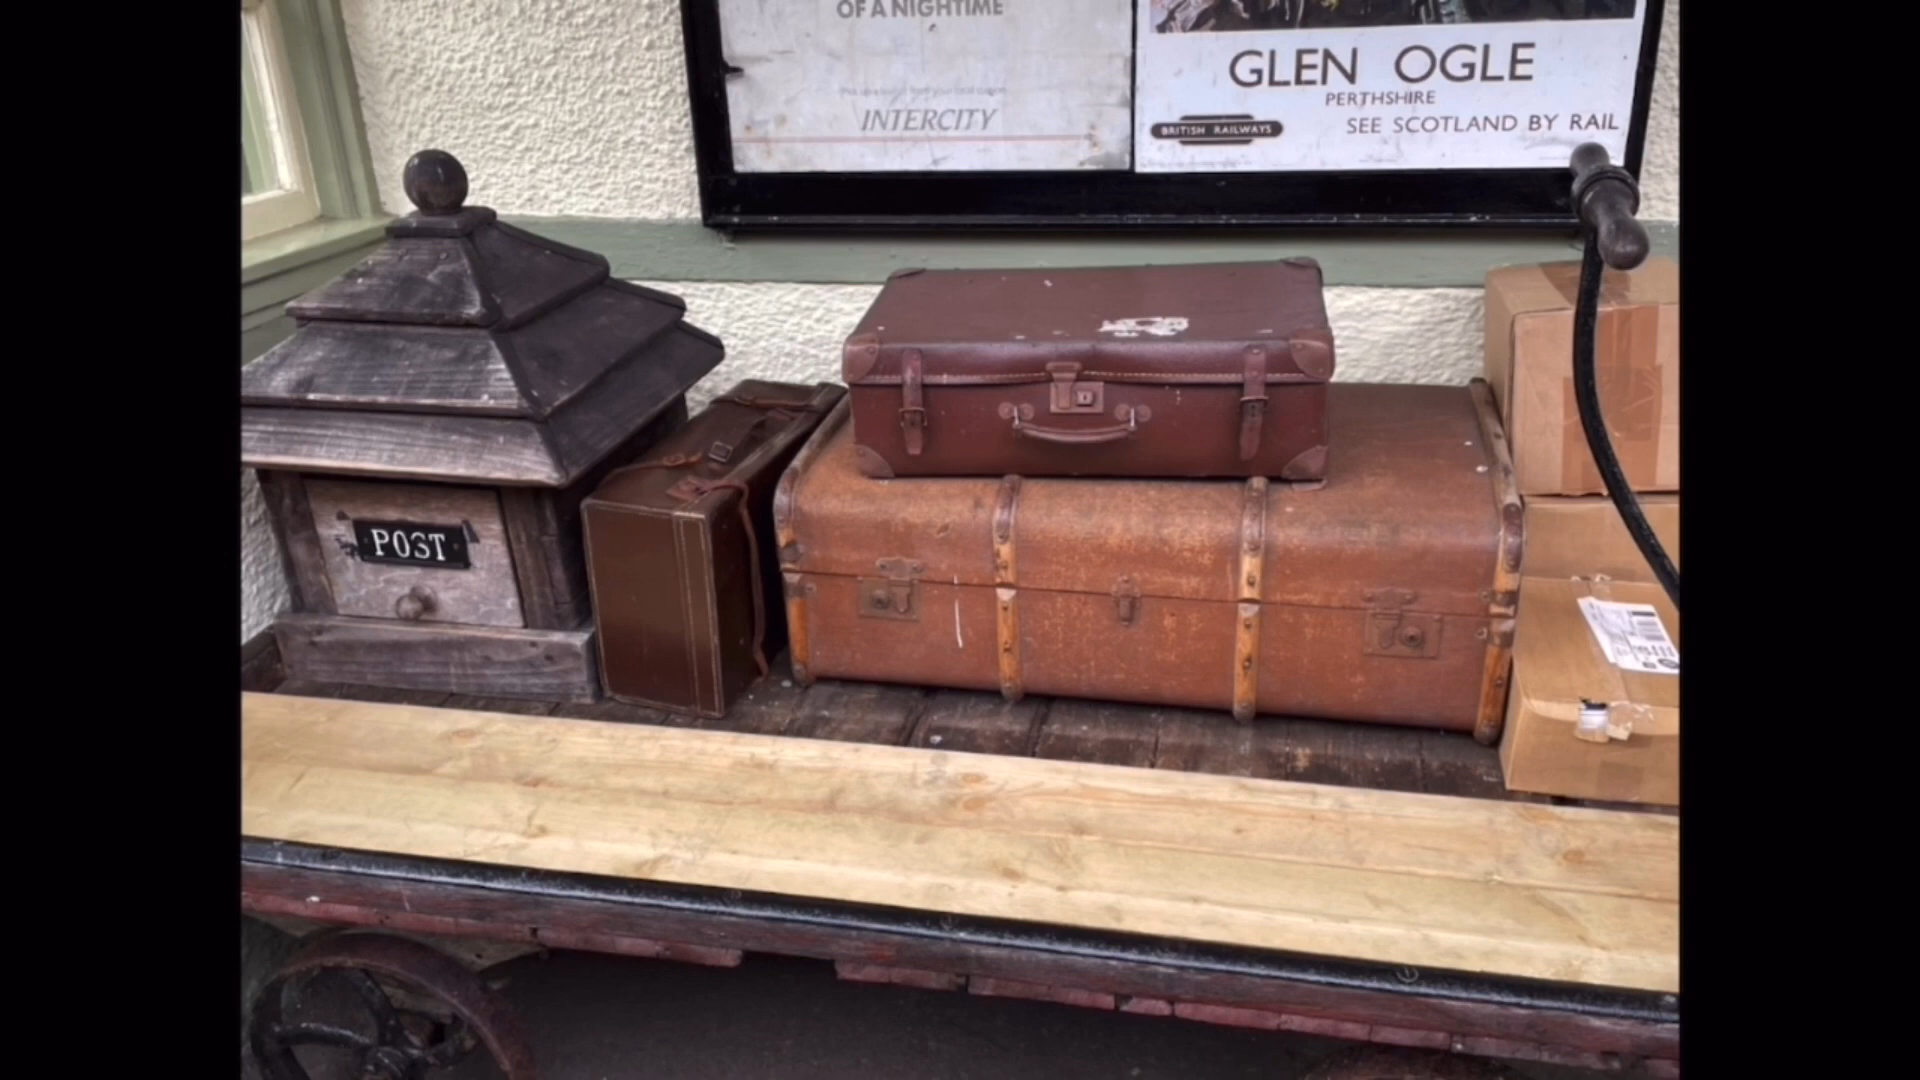 OF A NIGHTIME
INTERCITY
GLEN OGLE
PERTHSHIRE
BRITISH RAILWAYS
SEE SCOTLAND BY RAIL
POST